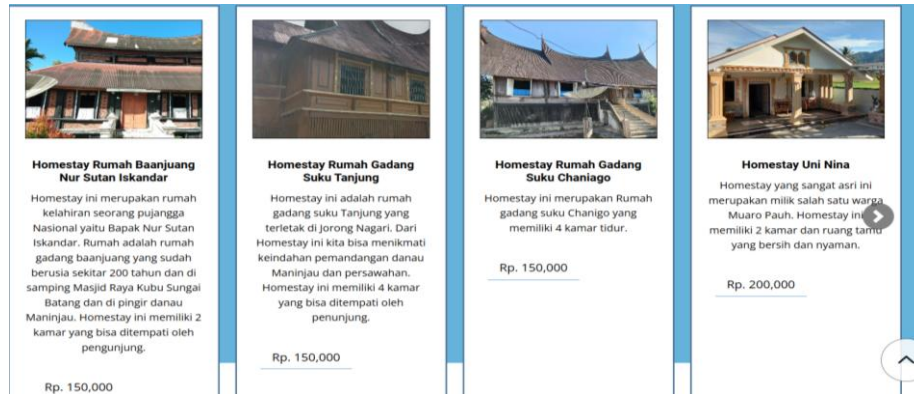 Homestay Rumah Baanjuang
Nur Sutan Iskandar
Homestay ini merupakan rumah
kelahiran seorang pujangga
Nasional yaitu Bapak Nur Sutan
Iskandar. Rumah adalah rumah
gadang baanjuang yang sudah
berusia sekitar 200 tahun dan di
samping Masjid Raya Kubu Sungai
Batang dan di pingir danau
Maninjau. Homestay ini memiliki 2
kamar yang bisa ditempati oleh
pengunjung.
Rp. 150,000
Homestay Rumah Gadang
Suku Tanjung
Homestay ini adalah rumah
gadang suku Tanjung yang
terletak di Jorong Nagari. Dari
Homestay ini kita bisa menikmati
keindahan pemandangan danau
Maninjau dan persawahan.
Homestay ini memiliki 4 kamar
yang bisa ditempati oleh
penunjung.
Rp. 150,000
Homestay Rumah Gadang
Suku Chaniago
Homestay ini merupakan Rumah
gadang suku Chanigo yang
memiliki 4 kamar tidur.
Rp. 150,000
Homestay Uni Nina
Homestay yang sangat asri ini
merupakan milik salah satu warga
Muaro Pauh. Homestay ini
memiliki 2 kamar dan ruang tamu
yang bersih dan nyaman.
Rp. 200,000